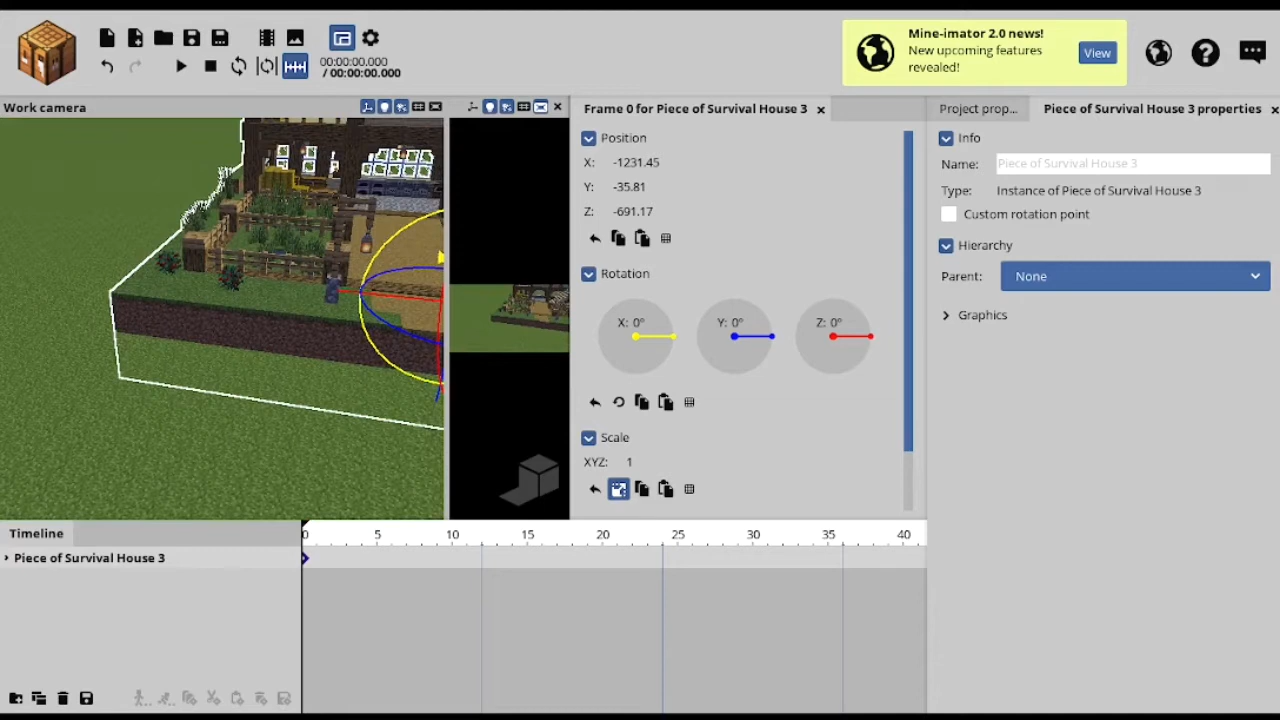 Mine-imator 2.0 news!
New upcoming features
revealed!
View
00:00:00.000
/ 00:00:00.000
Work camera
Frame 0 for Piece of Survival House 3
Project prop...
Piece of Survival House 3 properties
Position
X: -1231.45
Y: -35.81
Z: -691.17
Rotation
X: 0°
Y: 0°
Z: 0°
Scale
XYZ: 1
Info
Name: Piece of Survival House 3
Type: Instance of Piece of Survival House 3
Custom rotation point
Hierarchy
Parent: None
Graphics
Timeline
0 5 10 15 20 25 30 35 40
Piece of Survival House 3